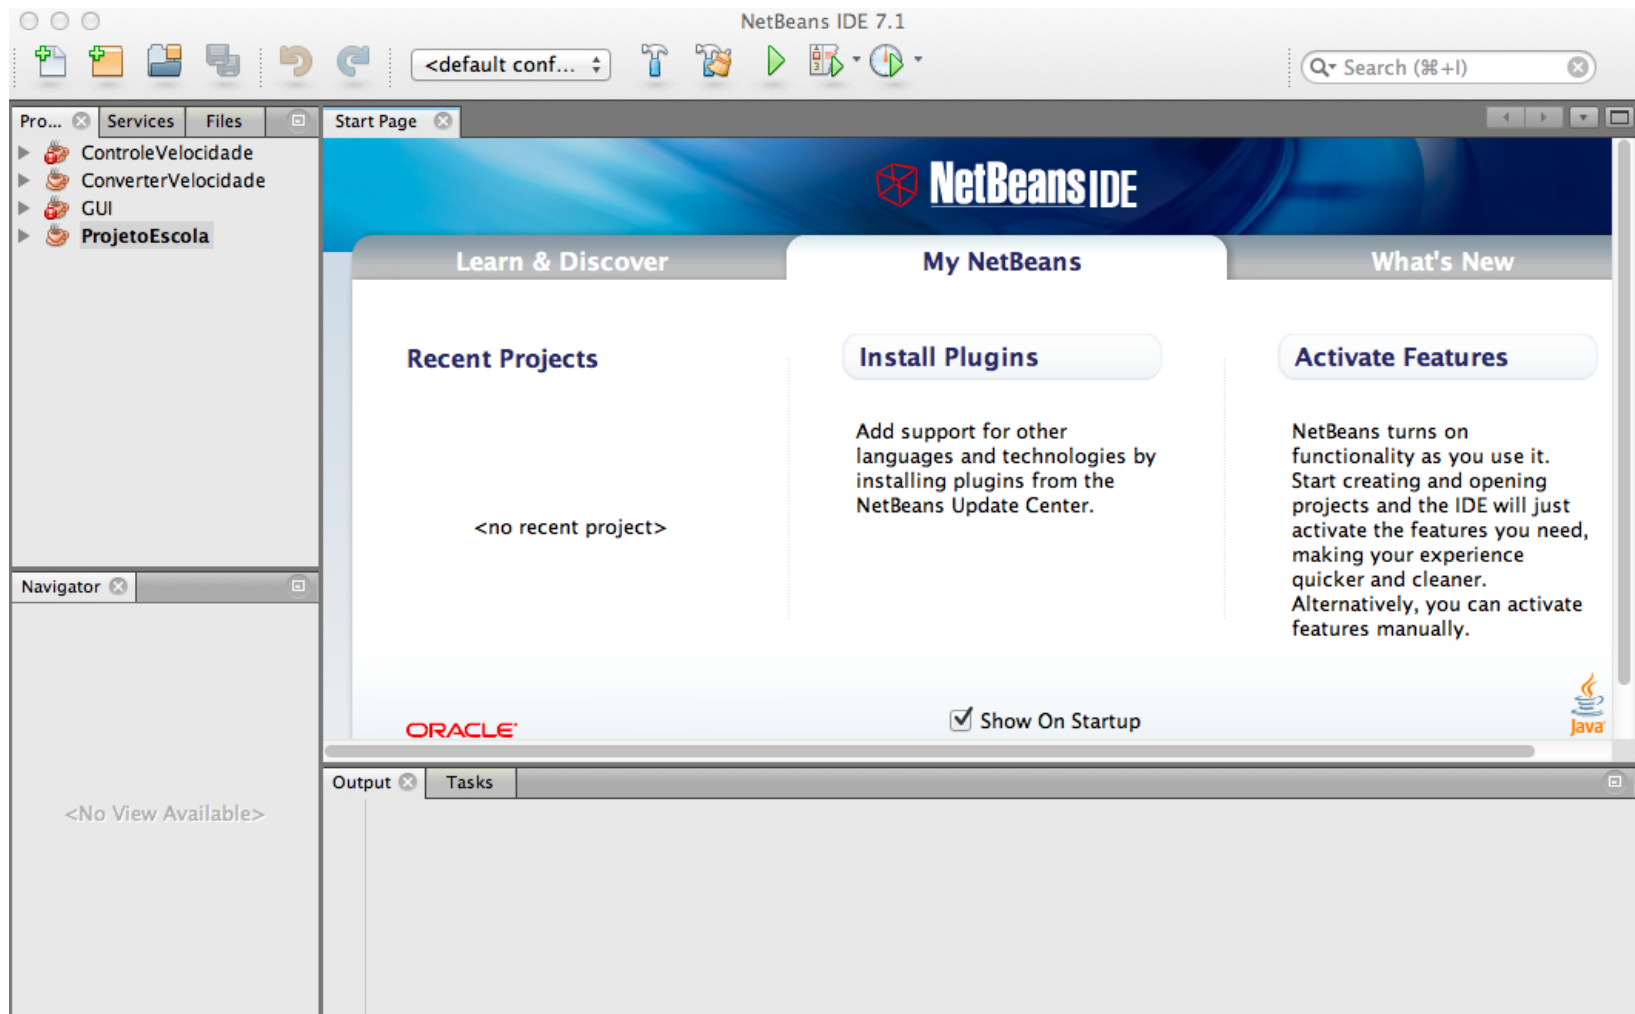 NetBeans IDE 7.1
<default conf...
Search (⌘+I)
Pro...
Services
Files
Start Page
ControleVelocidade
ConverterVelocidade
GUI
ProjetoEscola
NetBeans IDE
Learn & Discover
My NetBeans
What's New
Recent Projects
<no recent project>
Install Plugins
Add support for other
languages and technologies by
installing plugins from the
NetBeans Update Center.
Activate Features
NetBeans turns on
functionality as you use it.
Start creating and opening
projects and the IDE will just
activate the features you need,
making your experience
quicker and cleaner.
Alternatively, you can activate
features manually.
ORACLE
Show On Startup
Java
Navigator
<No View Available>
Output
Tasks